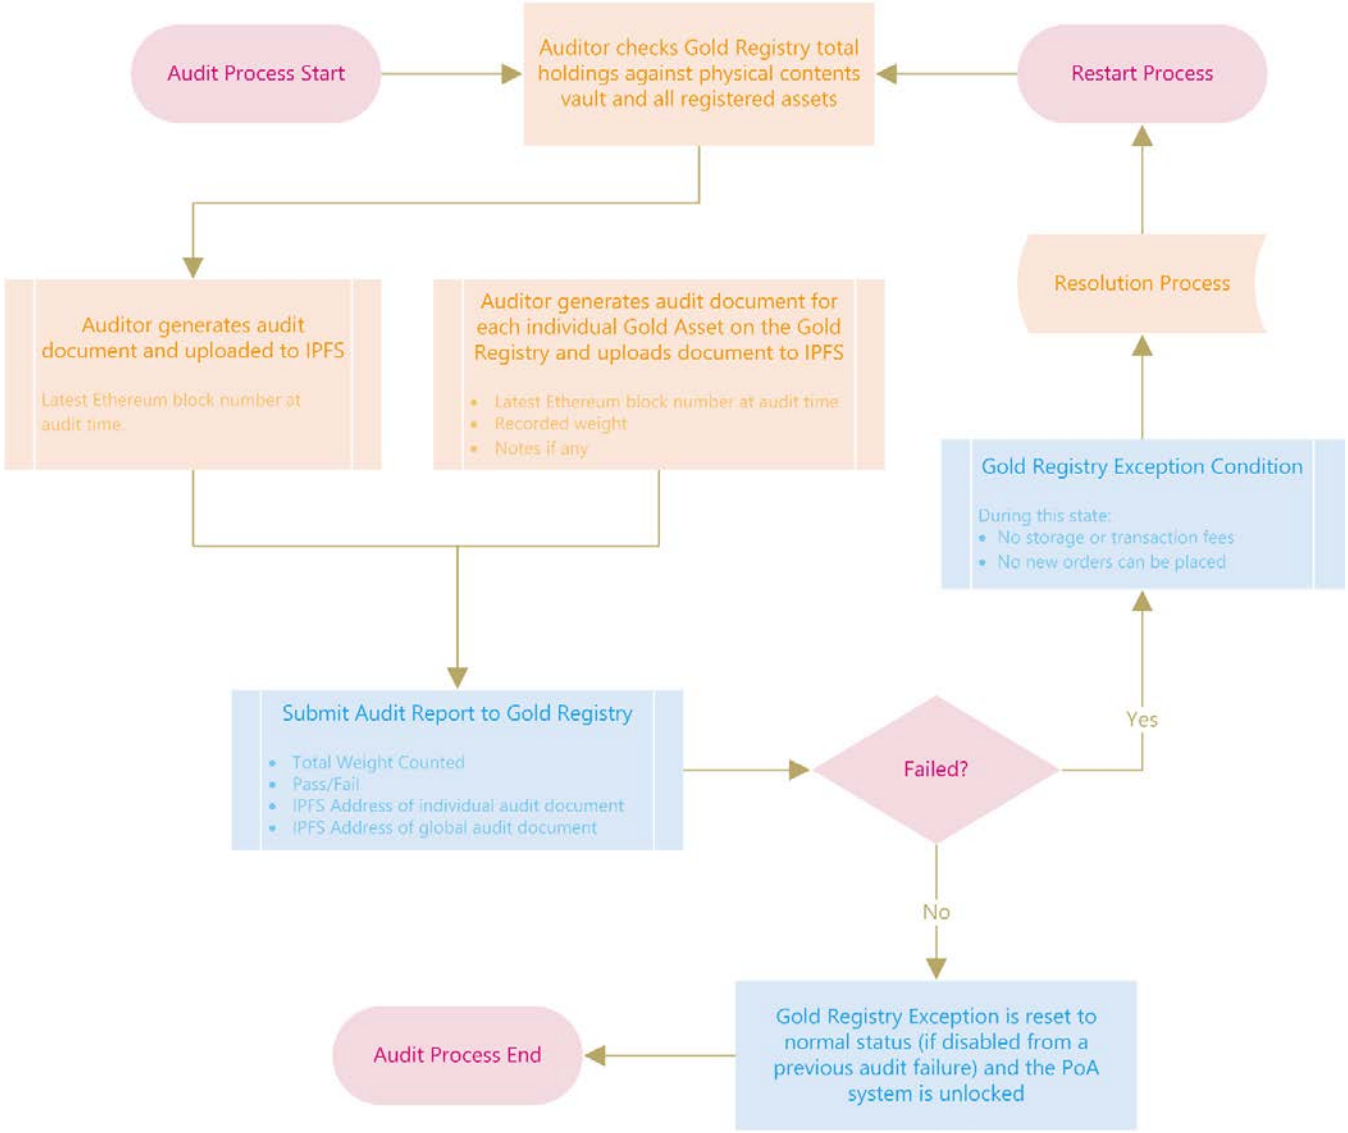 Audit Process Start
Auditor checks Gold Registry total
holdings against physical contents
vault and all registered assets
Restart Process
Auditor generates audit
document and uploaded to IPFS
Latest Ethereum block number at
audit time.
Auditor generates audit document for
each individual Gold Asset on the Gold
Registry and uploads document to IPFS
• Latest Ethereum block number at audit time
• Recorded weight
• Notes if any
Resolution Process
Gold Registry Exception Condition
During this state:
• No storage or transaction fees
• No new orders can be placed
Submit Audit Report to Gold Registry
• Total Weight Counted
• Pass/Fail
• IPFS Address of individual audit document
• IPFS Address of global audit document
Failed?
Yes
No
Gold Registry Exception is reset to
normal status (if disabled from a
previous audit failure) and the PoA
system is unlocked
Audit Process End